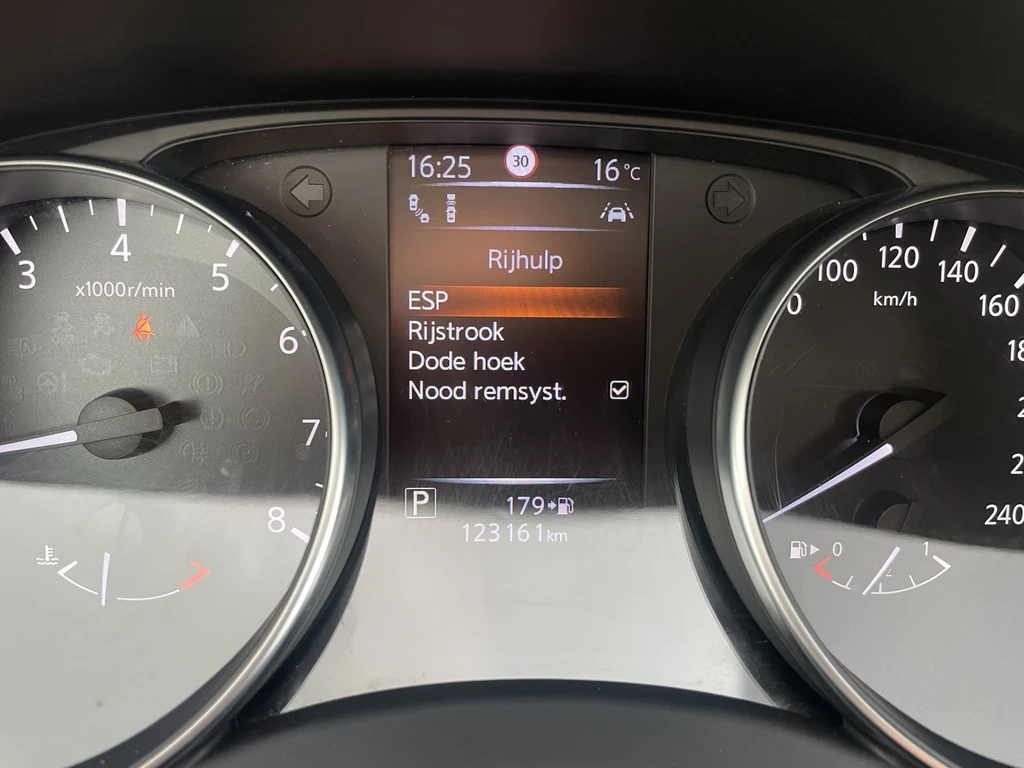 16:25 30 16°C
Rijhulp
ESP
Rijstrook
Dode hoek
Nood remsyst.
P 179
123161km
3 4 5 6 7 8
x1000r/min
100 120 140 160
km/h
240
0 1